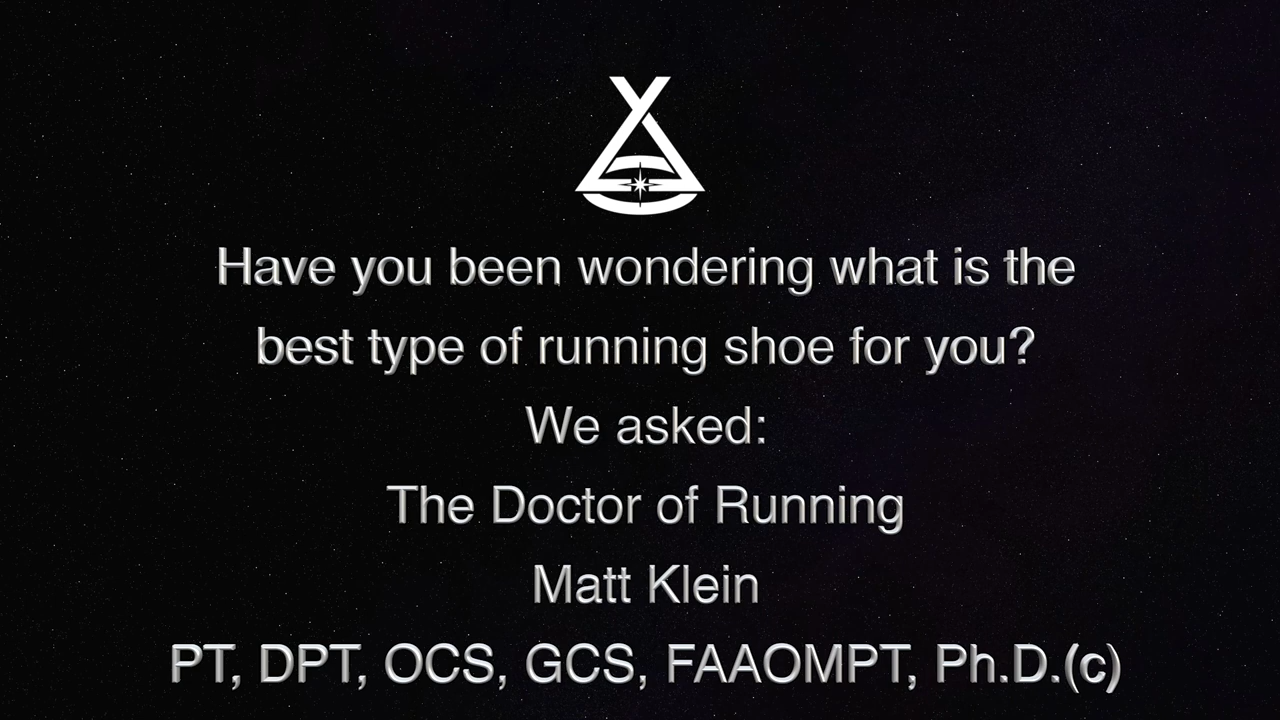 Have you been wondering what is the
best type of running shoe for you?
We asked:
The Doctor of Running
Matt Klein
PT, DPT, OCS, GCS, FAAOMPT, Ph.D.(c)